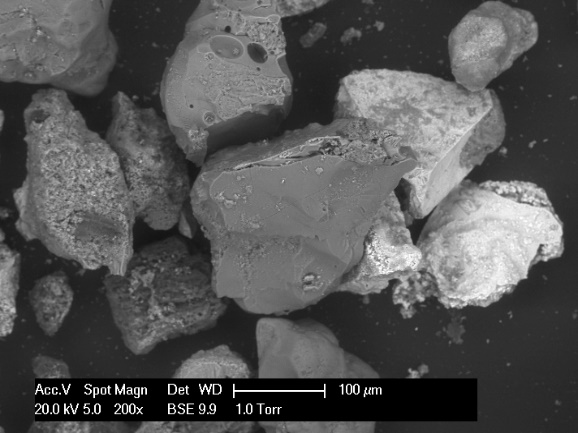 Acc.V Spot Magn Det WD 100 µm
20.0 kV 5.0 200x BSE 9.9 1.0 Torr